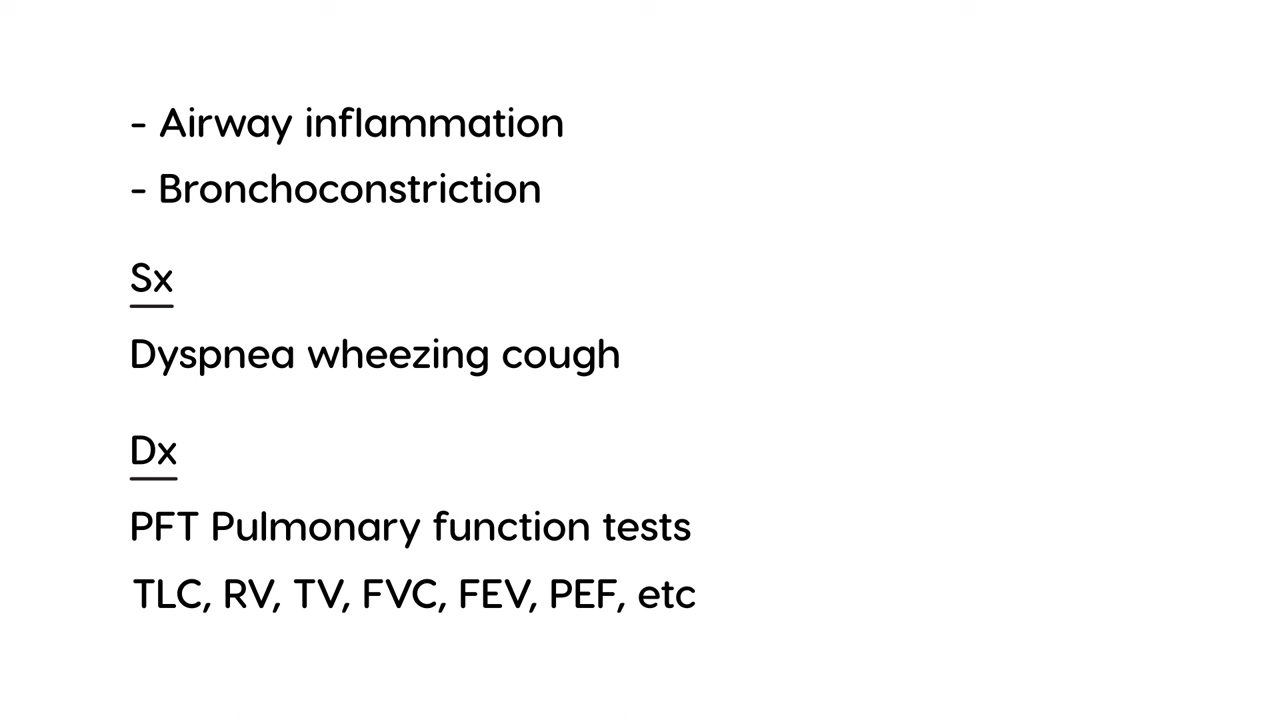 - Airway inflammation
- Bronchoconstriction
Sx
Dyspnea wheezing cough
Dx
PFT Pulmonary function tests
TLC, RV, TV, FVC, FEV, PEF, etc